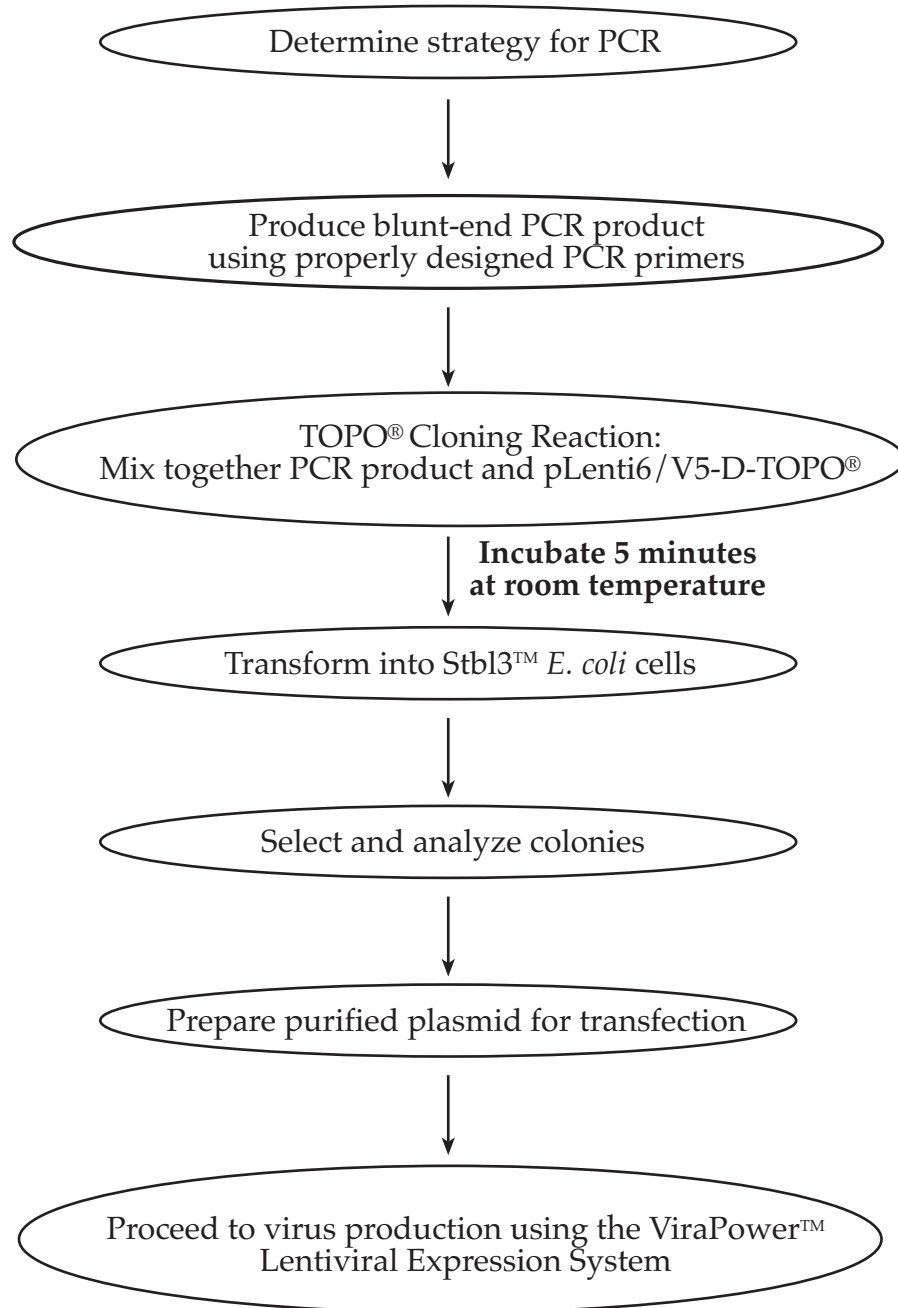 Determine strategy for PCR
Produce blunt-end PCR product
using properly designed PCR primers
TOPO® Cloning Reaction:
Mix together PCR product and pLenti6/V5-D-TOPO®
Incubate 5 minutes
at room temperature
Transform into Stbl3™ E. coli cells
Select and analyze colonies
Prepare purified plasmid for transfection
Proceed to virus production using the ViraPower™
Lentiviral Expression System